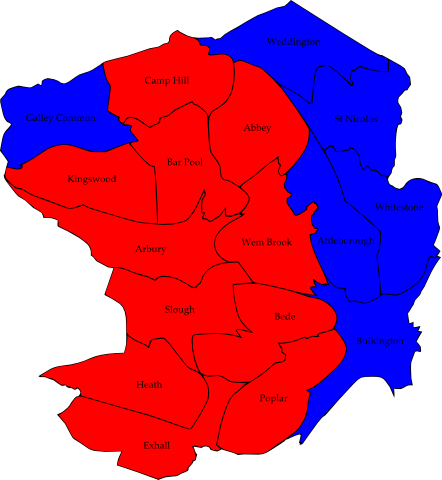 Weddington
Camp Hill
Galley Common
St Nicolas
Abbey
Bar Pool
Kingswood
Whitestone
Attleborough
Wem Brook
Arbury
Slough
Bede
Bulkington
Heath
Poplar
Exhall